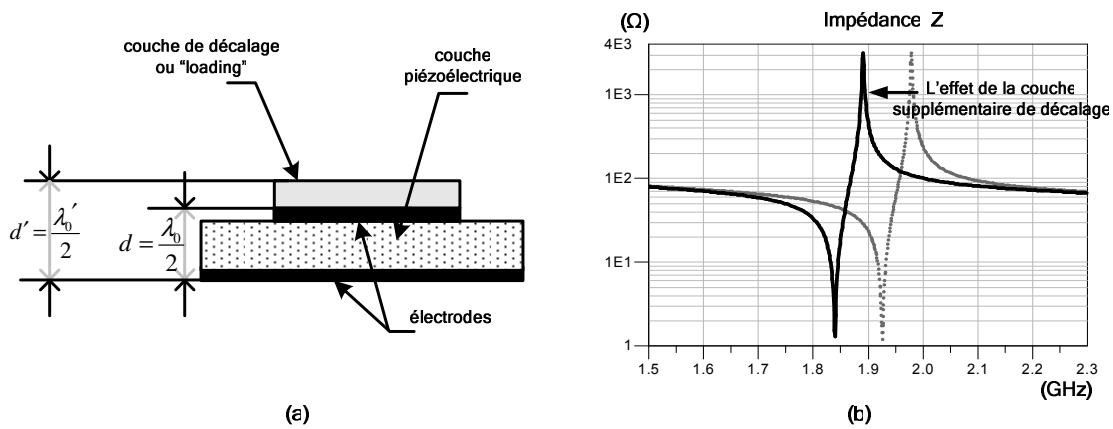 couche de décalage
ou "loading"
couche
piézoélectrique
d' = λ₀' / 2
d = λ₀ / 2
électrodes
(a)
(Ω)
Impédance Z
4E3
1E3
1E2
1E1
1
L'effet de la couche
supplémentaire de décalage
1.5 1.6 1.7 1.8 1.9 2.0 2.1 2.2 2.3
(GHz)
(b)